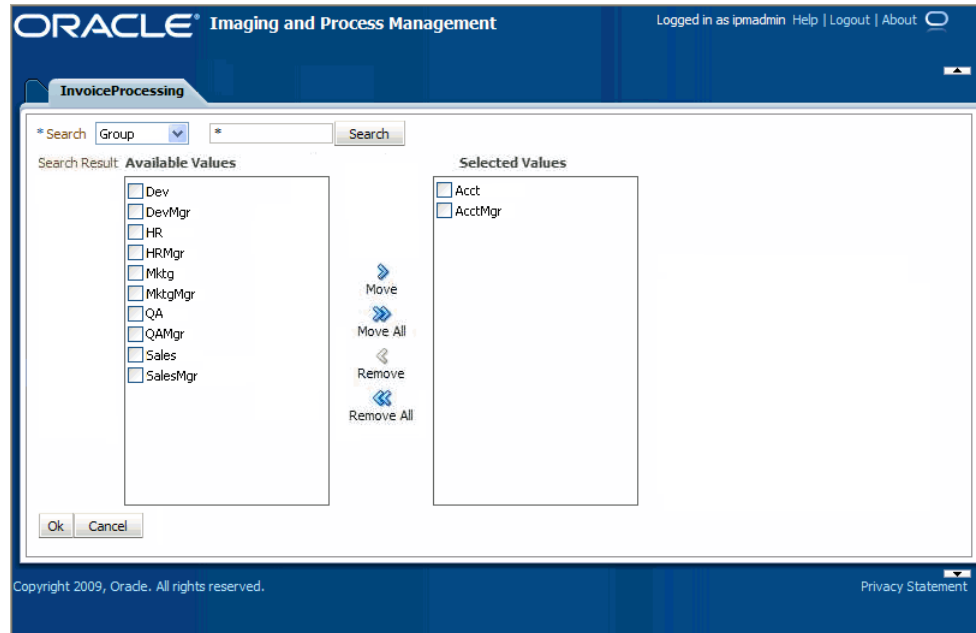 ORACLE® Imaging and Process Management
Logged in as ipmadmin Help | Logout | About
InvoiceProcessing
* Search Group * Search
Search Result Available Values
Selected Values
Dev
DevMgr
HR
HRMgr
Mktg
MktgMgr
QA
QAMgr
Sales
SalesMgr
Move
Move All
Remove
Remove All
Acct
AcctMgr
Ok Cancel
Copyright 2009, Oracle. All rights reserved.
Privacy Statement